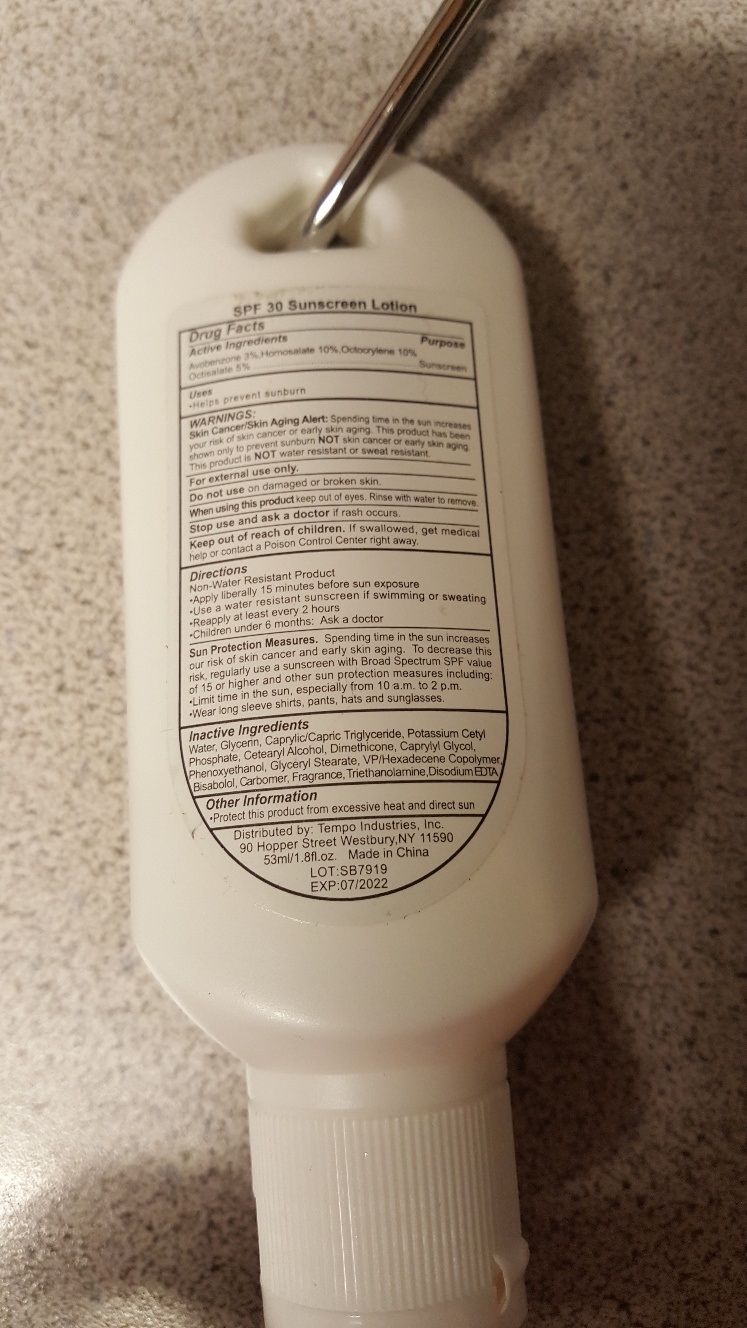 SPF 30 Sunscreen Lotion
Drug Facts
Active Ingredients Purpose
Avobenzone 3%,Homosalate 10%,Octocrylene 10%
Octisalate 5% Sunscreen
Uses
•Helps prevent sunburn
WARNINGS:
Skin Cancer/Skin Aging Alert: Spending time in the sun increases
your risk of skin cancer or early skin aging. This product has been
shown only to prevent sunburn NOT skin cancer or early skin aging.
This product is NOT water resistant or sweat resistant.
For external use only.
Do not use on damaged or broken skin.
When using this product keep out of eyes. Rinse with water to remove.
Stop use and ask a doctor if rash occurs.
Keep out of reach of children. If swallowed, get medical
help or contact a Poison Control Center right away.
Directions
Non-Water Resistant Product
•Apply liberally 15 minutes before sun exposure
•Use a water resistant sunscreen if swimming or sweating
•Reapply at least every 2 hours
•Children under 6 months: Ask a doctor
Sun Protection Measures. Spending time in the sun increases
our risk of skin cancer and early skin aging. To decrease this
risk, regularly use a sunscreen with Broad Spectrum SPF value
of 15 or higher and other sun protection measures including:
•Limit time in the sun, especially from 10 a.m. to 2 p.m.
•Wear long sleeve shirts, pants, hats and sunglasses.
Inactive Ingredients
Water, Glycerin, Caprylic/Capric Triglyceride, Potassium Cetyl
Phosphate, Cetearyl Alcohol, Dimethicone, Caprylyl Glycol,
Phenoxyethanol, Glyceryl Stearate, VP/Hexadecene Copolymer,
Bisabolol, Carbomer, Fragrance, Triethanolamine,Disodium EDTA
Other Information
•Protect this product from excessive heat and direct sun
Distributed by: Tempo Industries, Inc.
90 Hopper Street Westbury,NY 11590
53ml/1.8fl.oz. Made in China
LOT:SB7919
EXP:07/2022